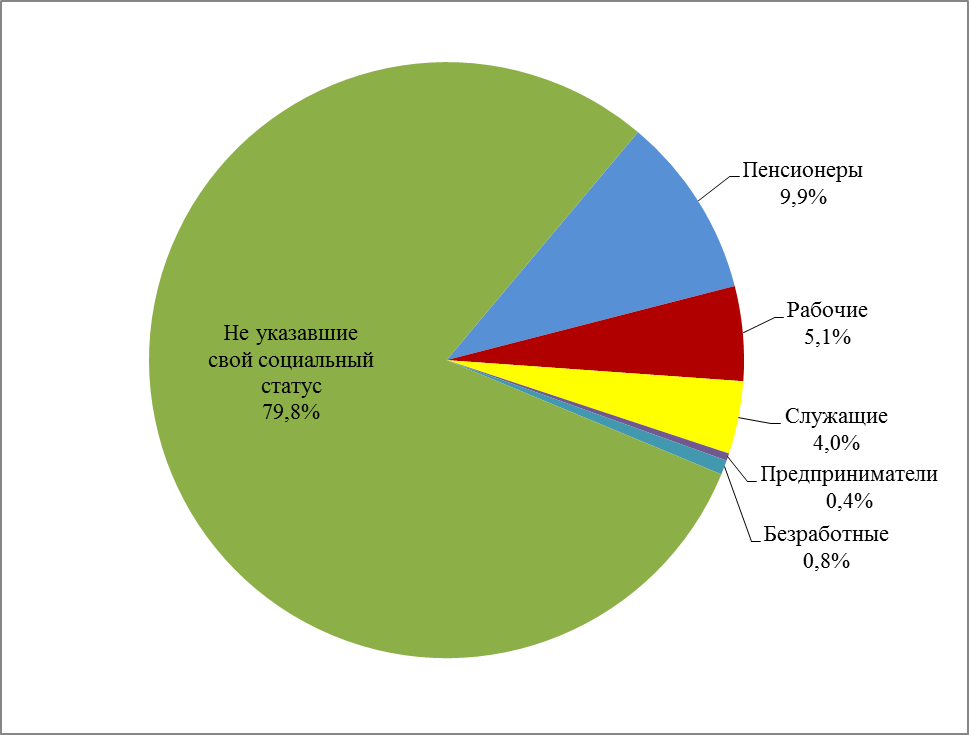 Пенсионеры
9,9%
Рабочие
5,1%
Не указавшие
свой социальный
статус
79,8%
Служащие
4,0%
Предприниматели
0,4%
Безработные
0,8%